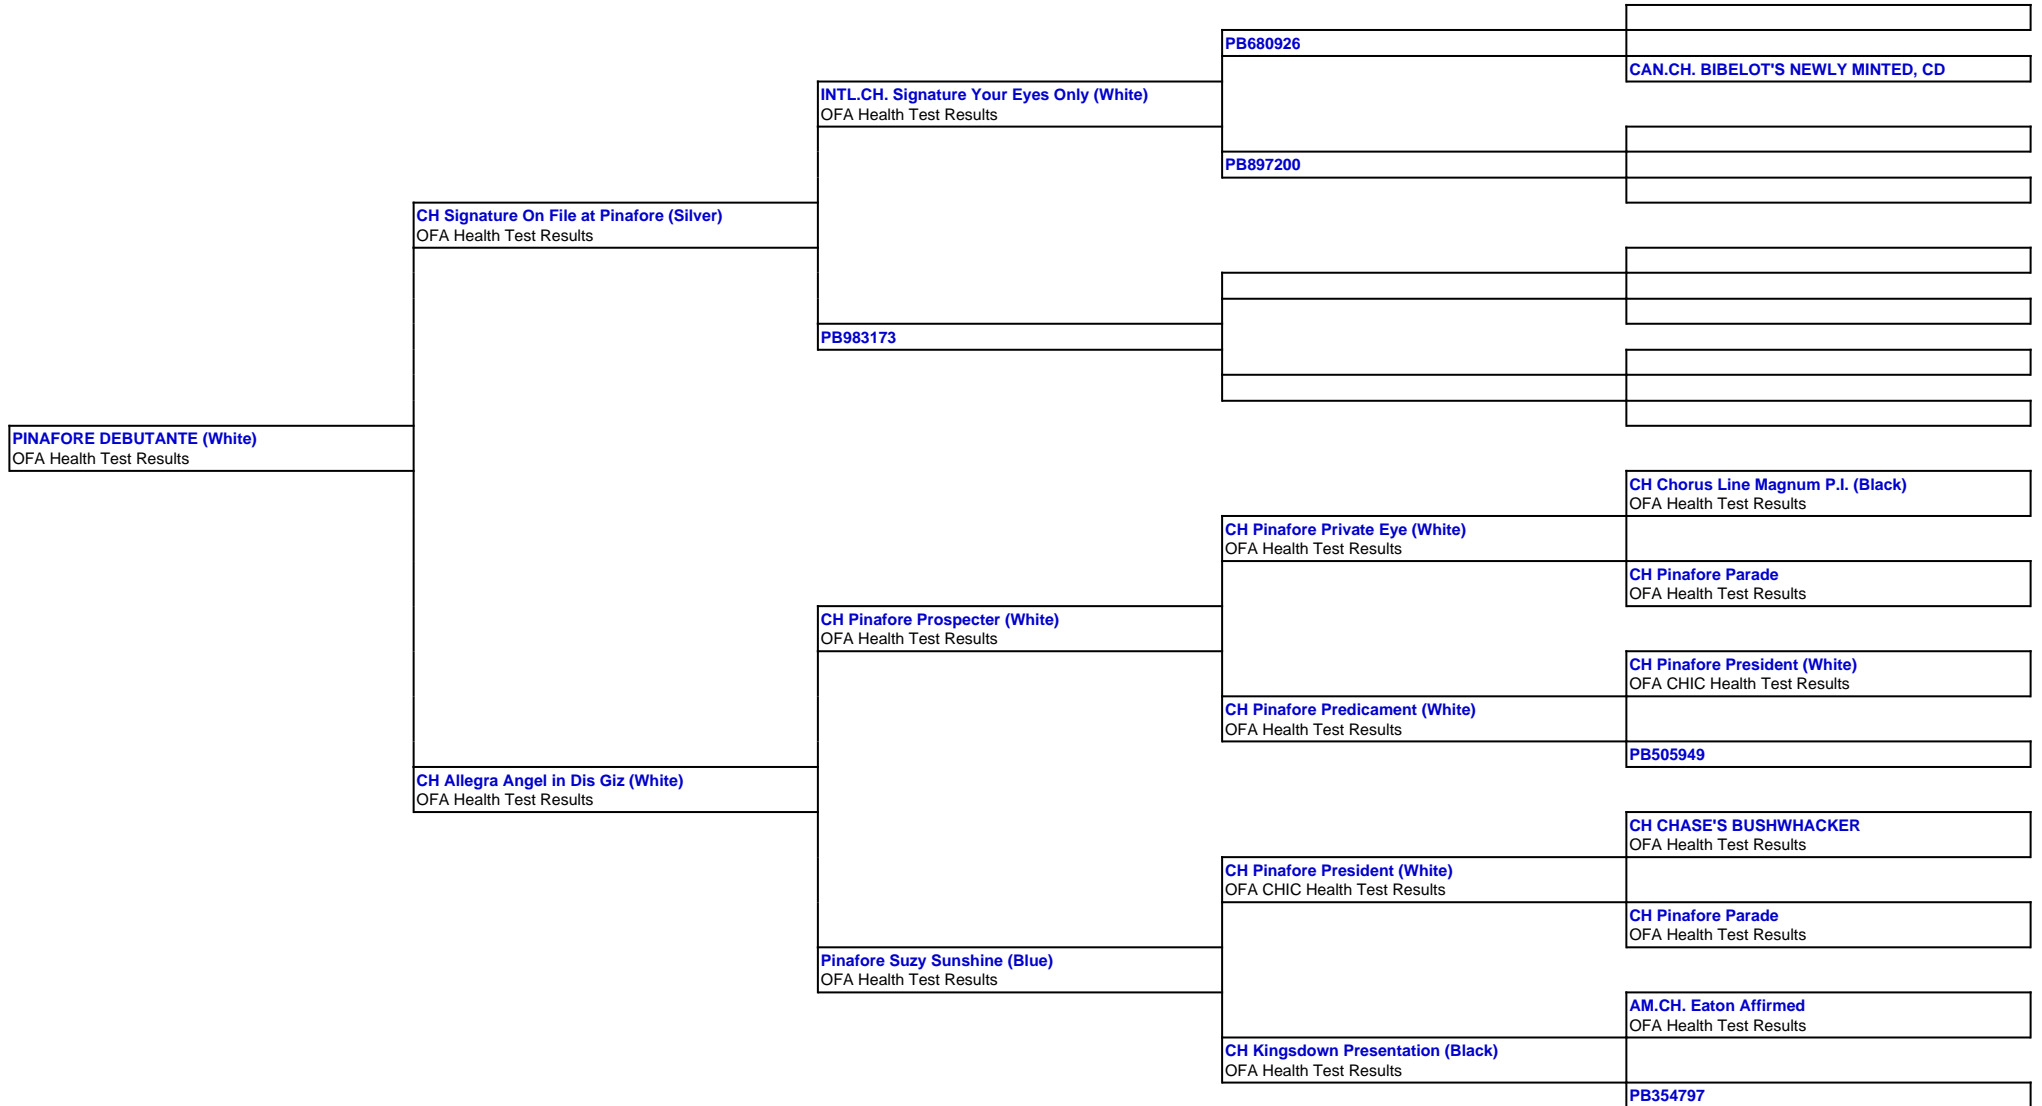 PB680926
CAN.CH. BIBELOT'S NEWLY MINTED, CD
INTL.CH. Signature Your Eyes Only (White)
OFA Health Test Results
PB897200
CH Signature On File at Pinafore (Silver)
OFA Health Test Results
PB983173
PINAFORE DEBUTANTE (White)
OFA Health Test Results
CH Chorus Line Magnum P.I. (Black)
OFA Health Test Results
CH Pinafore Private Eye (White)
OFA Health Test Results
CH Pinafore Parade
OFA Health Test Results
CH Pinafore Prospecter (White)
OFA Health Test Results
CH Pinafore President (White)
OFA CHIC Health Test Results
CH Pinafore Predicament (White)
OFA Health Test Results
PB505949
CH Allegra Angel in Dis Giz (White)
OFA Health Test Results
CH CHASE'S BUSHWHACKER
OFA Health Test Results
CH Pinafore President (White)
OFA CHIC Health Test Results
CH Pinafore Parade
OFA Health Test Results
Pinafore Suzy Sunshine (Blue)
OFA Health Test Results
AM.CH. Eaton Affirmed
OFA Health Test Results
CH Kingsdown Presentation (Black)
OFA Health Test Results
PB354797